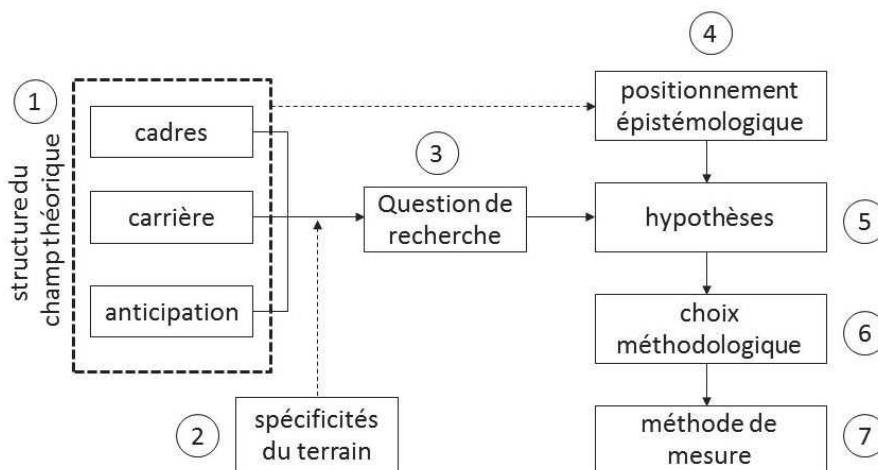 1
structure du
champ théorique
cadres
carrière
anticipation
2
spécificités
du terrain
3
Question de
recherche
4
positionnement
épistémologique
hypothèses
5
choix
méthodologique
6
méthode de
mesure
7